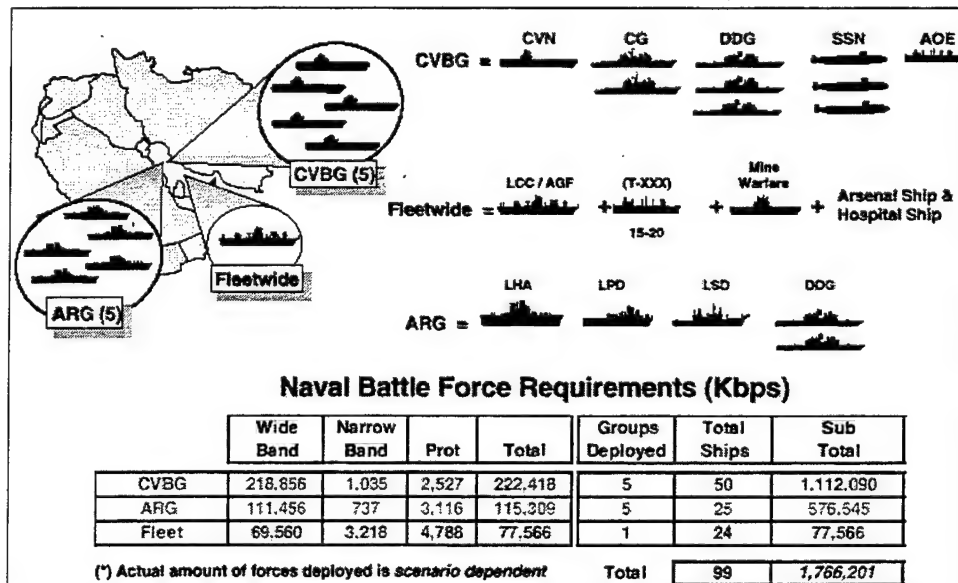 CVN CG DDG SSN AOE
CVBG =
CVBG (5)
LCC / AGF (T-XXX) Mine
Warfare
Fleetwide = + + + Arsenal Ship &
Hospital Ship
15-20
Fleetwide
ARG (5)
LHA LPD LSD DDG
ARG =
Naval Battle Force Requirements (Kbps)
Wide Narrow Groups Total Sub
Band Band Prot Total Deployed Ships Total
CVBG 218,856 1,035 2,527 222,418 5 50 1,112,090
ARG 111,456 737 3,116 115,309 5 25 576,545
Fleet 69,560 3,218 4,788 77,566 1 24 77,566
(*) Actual amount of forces deployed is scenario dependent Total 99 1,766,201